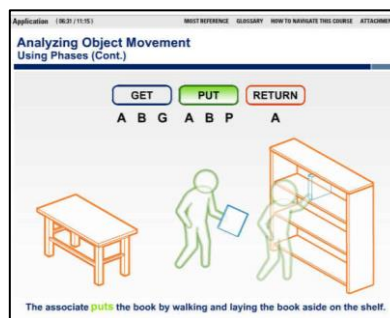 Application (06:31 / 11:15) MOST REFERENCE GLOSSARY HOW TO NAVIGATE THIS COURSE ATTACHMENT
Analyzing Object Movement
Using Phases (Cont.)
GET PUT RETURN
A B G A B P A
The associate puts the book by walking and laying the book aside on the shelf.